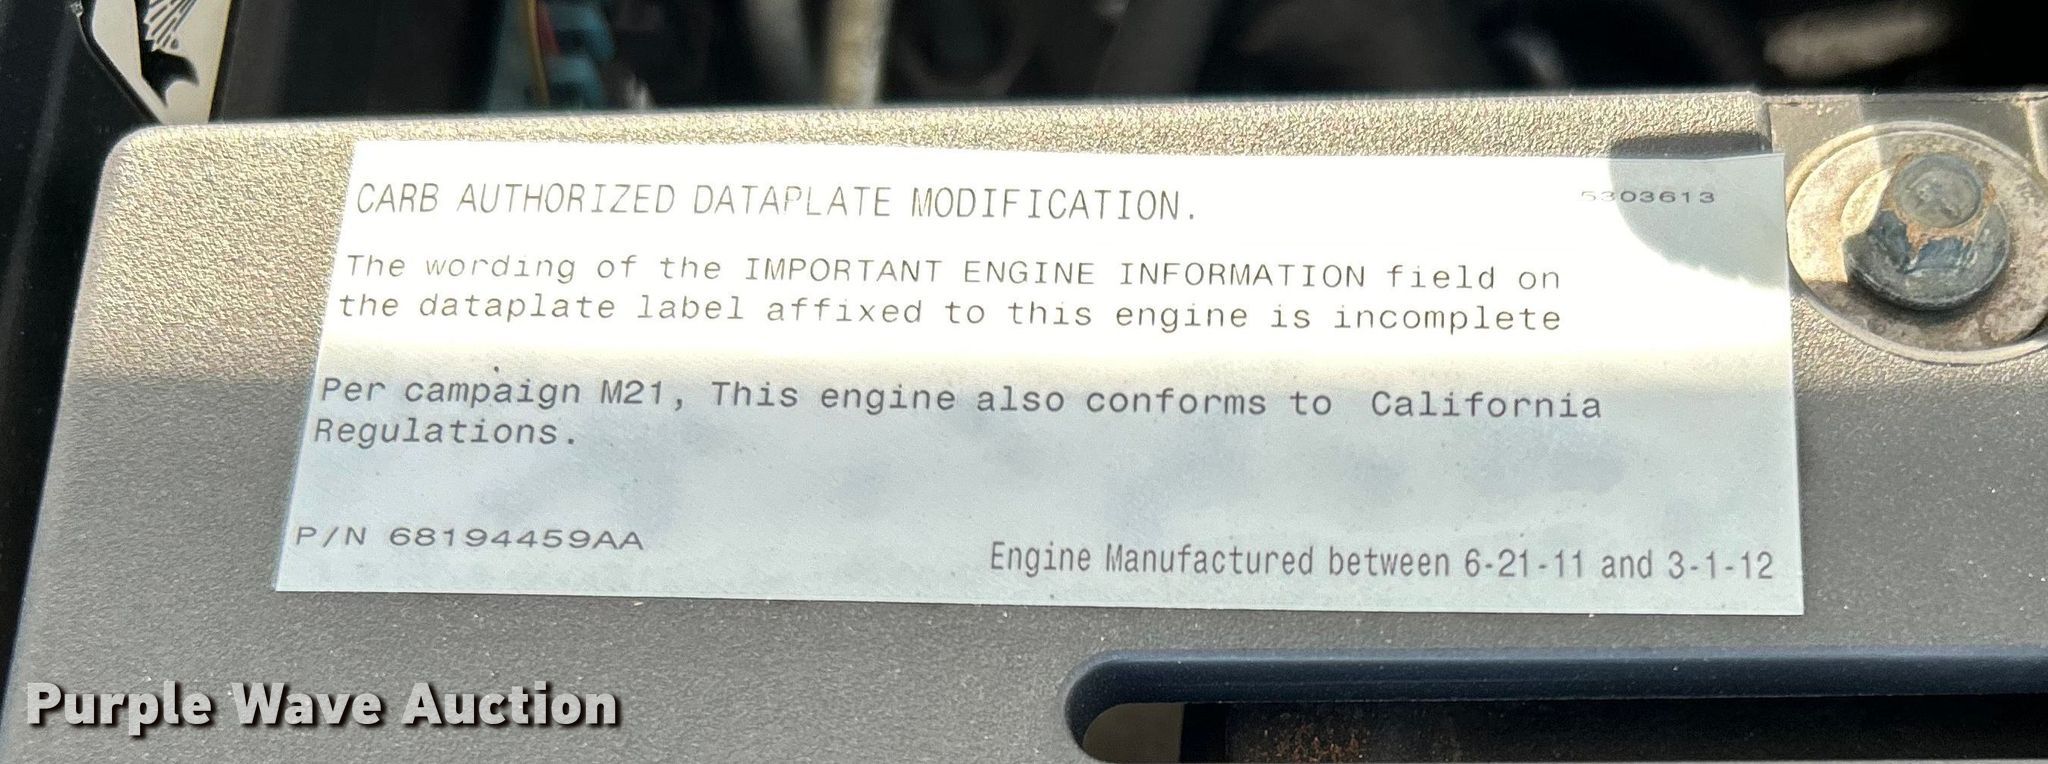 CARB AUTHORIZED DATAPLATE MODIFICATION.
5303613
The wording of the IMPORTANT ENGINE INFORMATION field on
the dataplate label affixed to this engine is incomplete
Per campaign M21, This engine also conforms to California
Regulations.
P/N 68194459AA
Engine Manufactured between 6-21-11 and 3-1-12
Purple Wave Auction